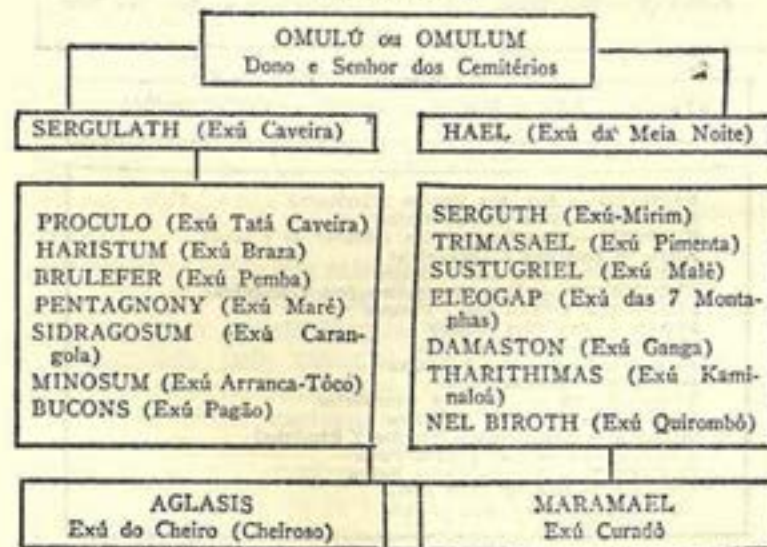 OMULÚ ou OMULUM
Dono e Senhor dos Cemitérios
SERGULATH (Exú Caveira)
HAEL (Exú da Meia Noite)
PROCULO (Exú Tatá Caveira)
HARISTUM (Exú Braza)
BRULEFER (Exú Pemba)
PENTAGNONY (Exú Maré)
SIDRAGOSUM (Exú Caran-
gola)
MINOSUM (Exú Arranca-Tôco)
BUCONS (Exú Pagão)
SERGUTH (Exú-Mirim)
TRIMASAEL (Exú Pimenta)
SUSTUGRIEL (Exú Malê)
ELEOGAP (Exú das 7 Monta-
nhas)
DAMASTON (Exú Ganga)
THARITHIMAS (Exú Kami-
naloá)
NEL BIROTH (Exú Quirombô)
AGLASIS
Exú do Cheiro (Cheiroso)
MARAMAEL
Exú Curadô